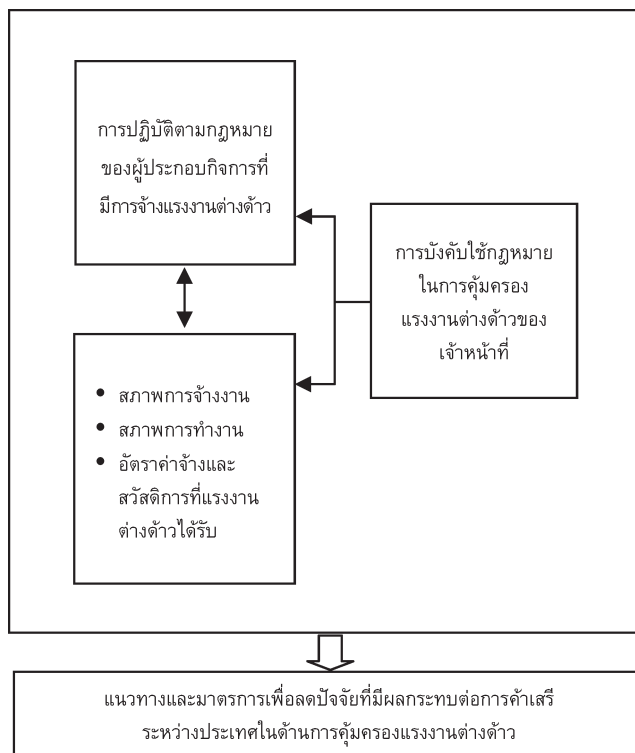 การปฏิบัติตามกฎหมาย
ของผู้ประกอบกิจการที่
มีการจ้างแรงงานต่างด้าว
การบังคับใช้กฎหมาย
ในการคุ้มครอง
แรงงานต่างด้าวของ
เจ้าหน้าที่
• สภาพการจ้างงาน
• สภาพการทำงาน
• อัตราค่าจ้างและ
สวัสดิการที่แรงงาน
ต่างด้าวได้รับ
แนวทางและมาตรการเพื่อลดปัจจัยที่มีผลกระทบต่อการค้าเสรี
ระหว่างประเทศในด้านการคุ้มครองแรงงานต่างด้าว